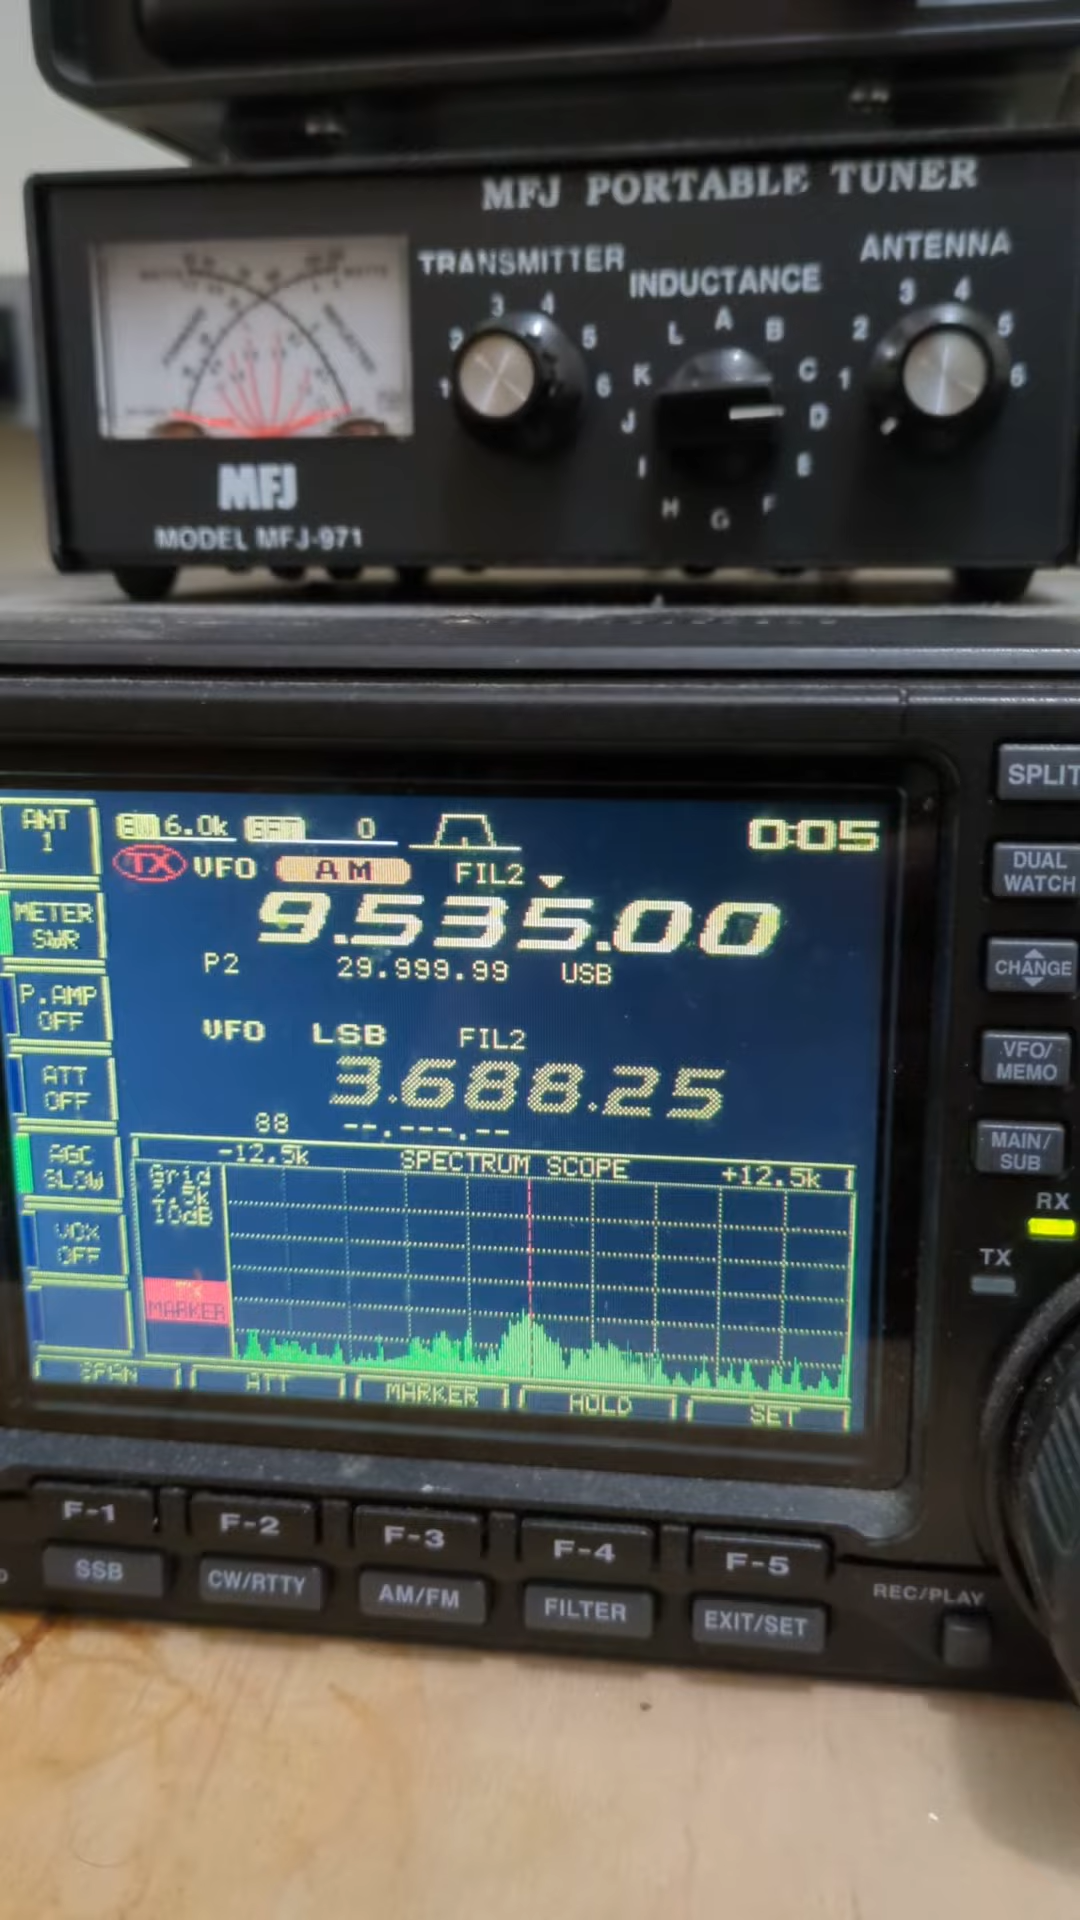 MFJ PORTABLE TUNER
TRANSMITTER
INDUCTANCE
ANTENNA
1 2 3 4 5 6
A B C D E F G H I J K L
1 2 3 4 5 6
MFJ
MODEL MFJ-971
SPLIT
DUAL WATCH
CHANGE
VFO/ MEMO
MAIN/ SUB
RX
TX
ANT 1
BW 6.0k SFT 0
0:05
TX VFO AM FIL2
METER SWR
9.535.00
P2 29.999.99 USB
P.AMP OFF
VFO LSB FIL2
ATT OFF
3.688.25
88 --.---.--
AGC SLOW
-12.5k SPECTRUM SCOPE +12.5k
Grid
2.5k
10dB
VOX OFF
TX MARKER
SPAN ATT MARKER HOLD SET
F-1 F-2 F-3 F-4 F-5
SSB CW/RTTY AM/FM FILTER EXIT/SET
REC/PLAY